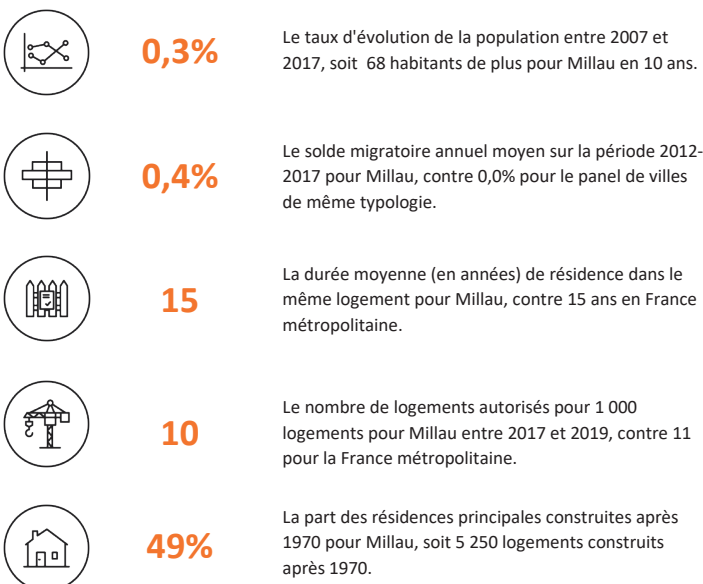 0,3%
Le taux d'évolution de la population entre 2007 et
2017, soit 68 habitants de plus pour Millau en 10 ans.
0,4%
Le solde migratoire annuel moyen sur la période 2012-
2017 pour Millau, contre 0,0% pour le panel de villes
de même typologie.
15
La durée moyenne (en années) de résidence dans le
même logement pour Millau, contre 15 ans en France
métropolitaine.
10
Le nombre de logements autorisés pour 1 000
logements pour Millau entre 2017 et 2019, contre 11
pour la France métropolitaine.
49%
La part des résidences principales construites après
1970 pour Millau, soit 5 250 logements construits
après 1970.